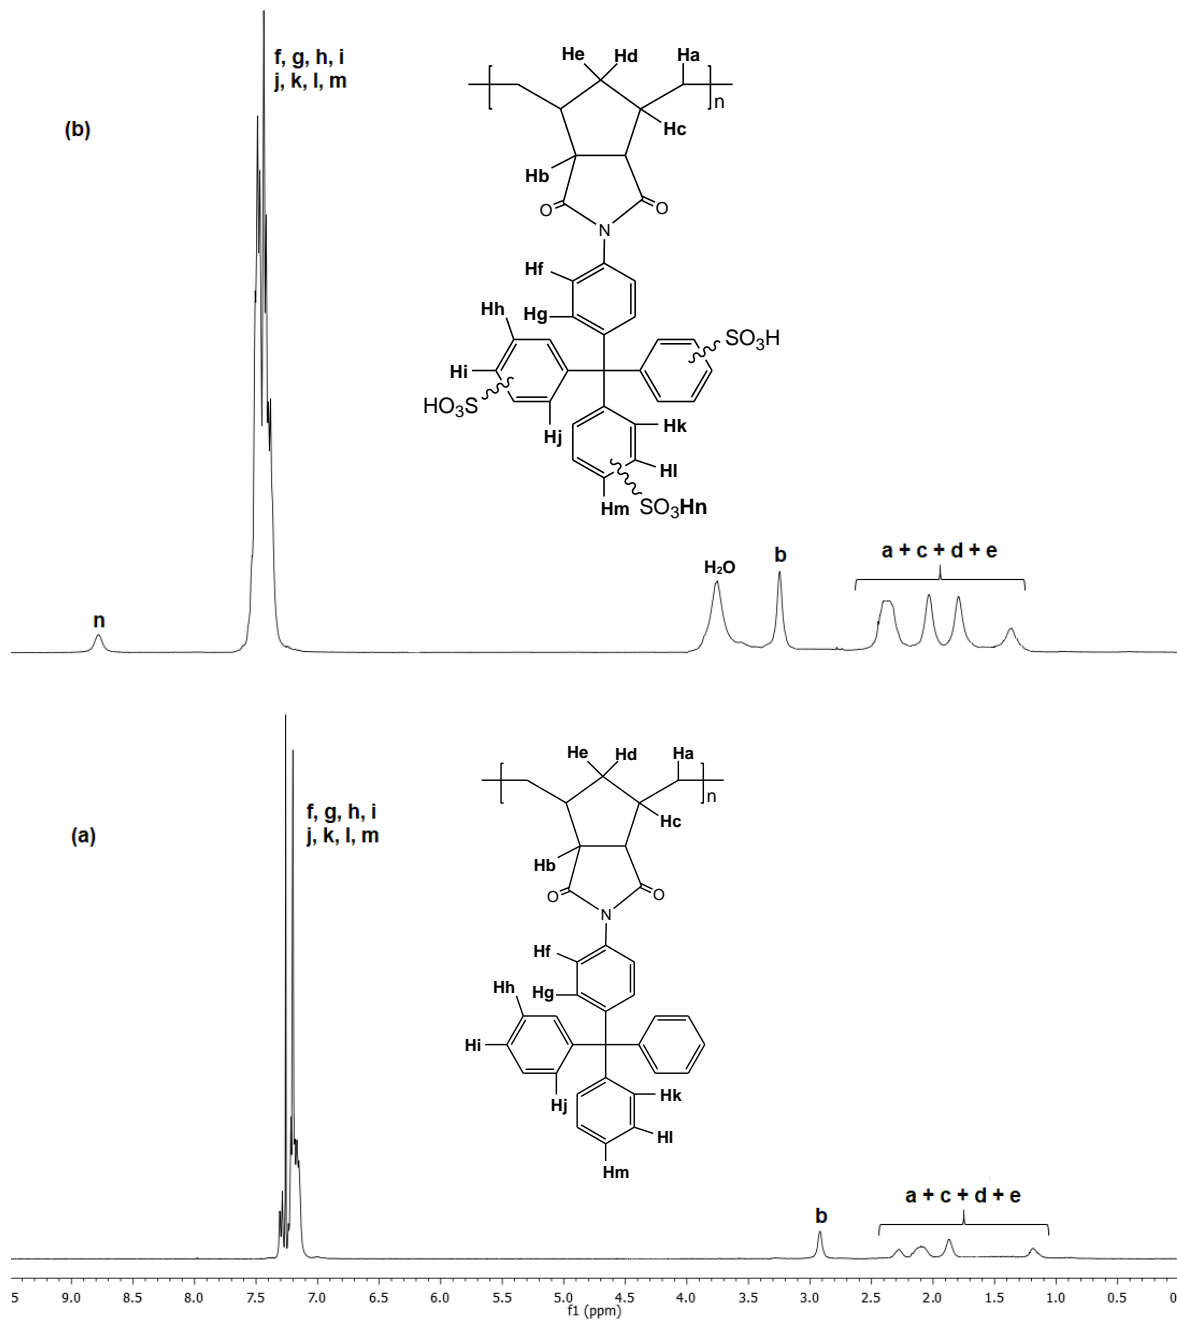 f, g, h, i
j, k, l, m
(b)
He
Hd
Ha
n
Hc
Hb
O
O
N
Hf
Hg
Hh
Hi
SO₃H
HO₃S
Hj
Hk
Hl
Hm
SO₃Hn
n
H₂O
b
a + c + d + e
f, g, h, i
j, k, l, m
(a)
He
Hd
Ha
n
Hc
Hb
O
O
N
Hf
Hg
Hh
Hi
Hj
Hk
Hl
Hm
b
a + c + d + e
5 9.0 8.5 8.0 7.5 7.0 6.5 6.0 5.5 5.0 4.5 4.0 3.5 3.0 2.5 2.0 1.5 1.0 0.5 0.
f1 (ppm)